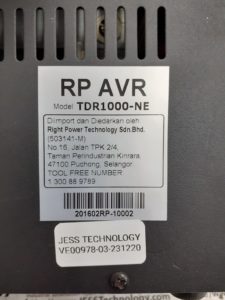 RP AVR
Model: TDR1000-NE
Diimport dan Diedarkan oleh:
Right Power Technology Sdn.Bhd.
(503141-M)
No.16, Jalan TPK 2/4,
Taman Perindustrian Kinrara,
47100 Puchong, Selangor
TOOL FREE NUMBER
1 300 88 9789
201602RP-10002
JESS TECHNOLOGY
VE00978-03-231220
JESSTechnology.com